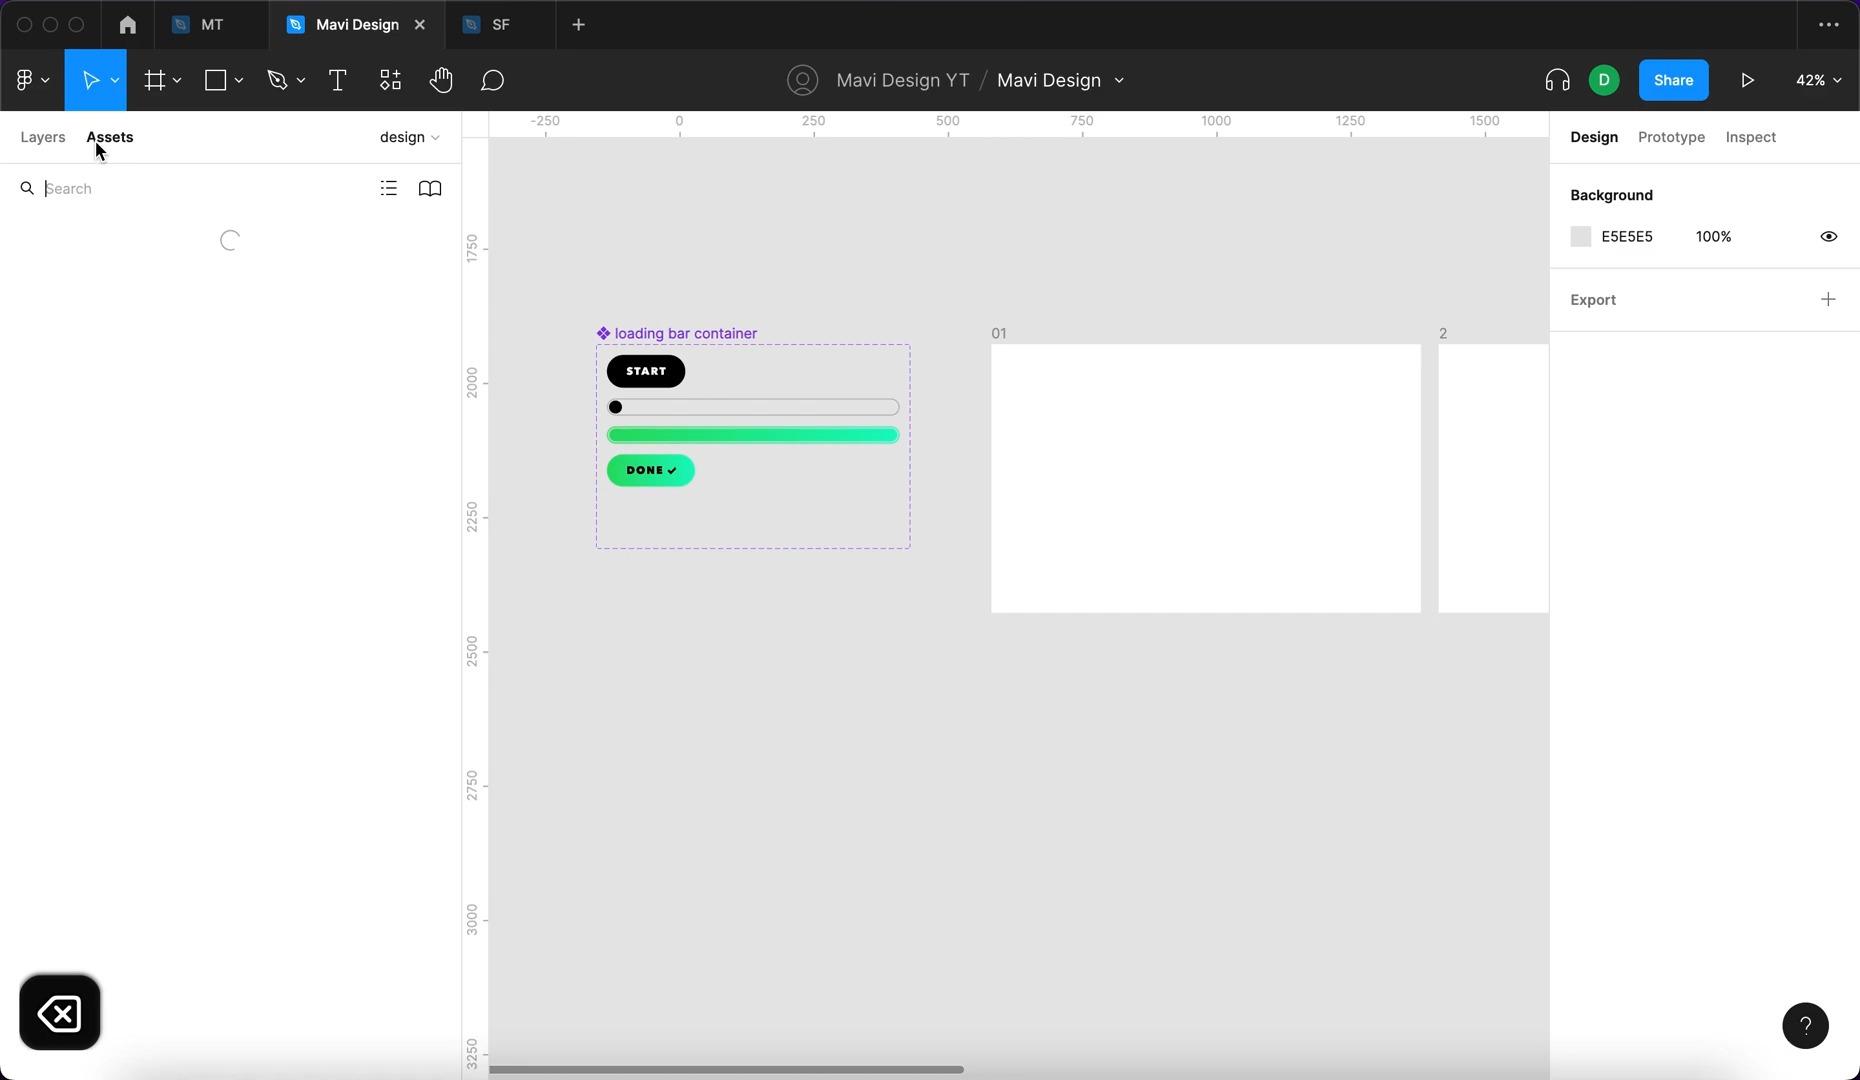 MT
Mavi Design
SF
Mavi Design YT / Mavi Design
D
Share
42%
Layers
Assets
design
Search
-250
0
250
500
750
1000
1250
1500
1750
2000
2250
2500
2750
3000
3250
loading bar container
START
DONE
01
2
Design
Prototype
Inspect
Background
E5E5E5
100%
Export
?